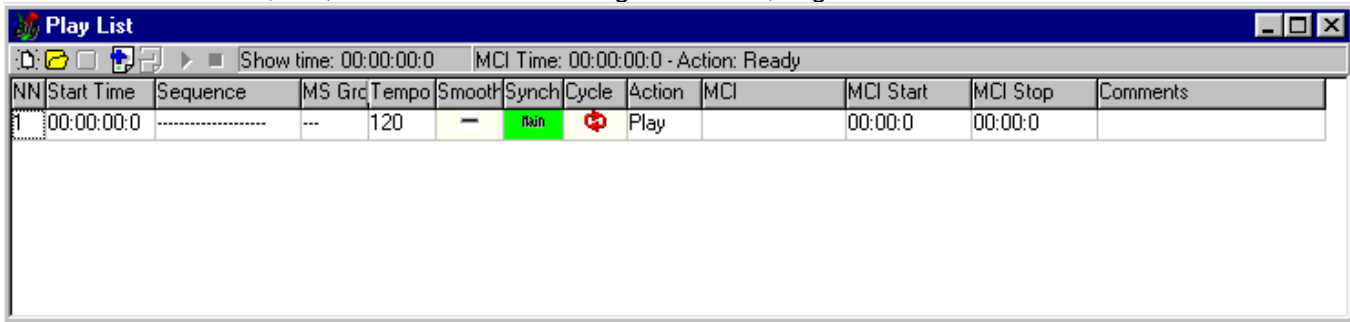 Play List
Show time: 00:00:00:0 MCI Time: 00:00:00:0 - Action: Ready
NN Start Time Sequence MS Grc Tempo Smooth Synch Cycle Action MCI MCI Start MCI Stop Comments
1 00:00:00:0 ------------------- --- 120 Main Play 00:00:0 00:00:0